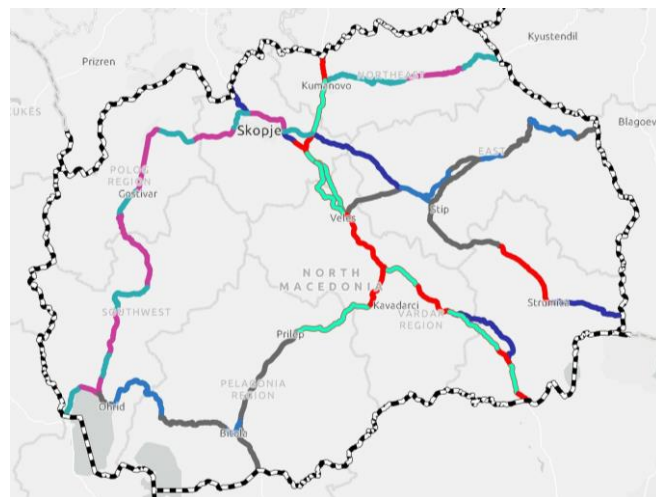 Kyustendil
Prizren
NORTHEAST
Kumanovo
Blagoev
Skopje
EAST
POLOG
REGION
Gostivar
Štip
Veles
NORTH
MACEDONIA
Strumica
SOUTHWEST
Kavadarci
VARDAR
REGION
Prilep
PELAGONIA
REGION
Ohrid
Bitola